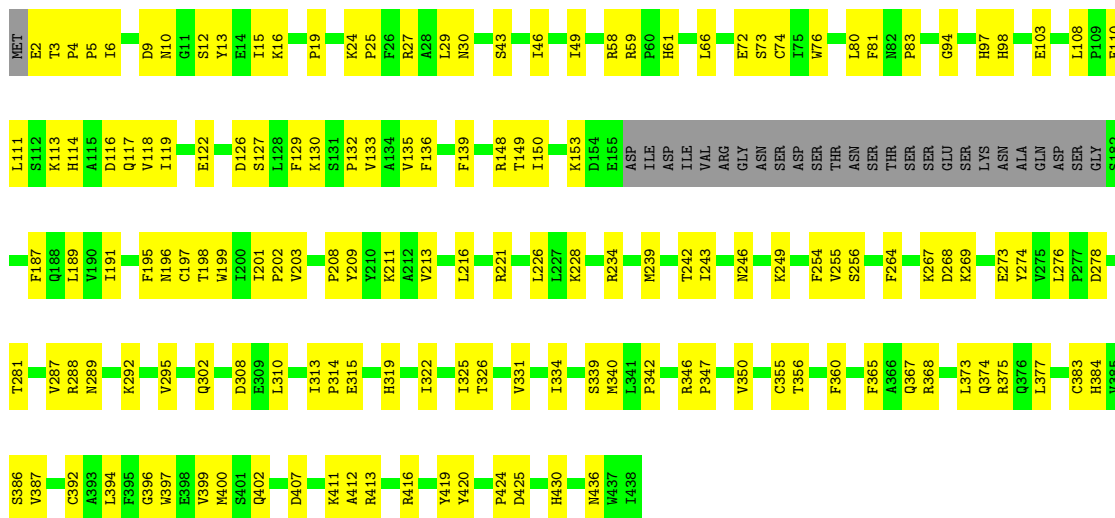 MET E2 T3 P4 P5 I6 D9 N10 G11 S12 Y13 E14 I15 K16 P19 K24 P25 F26 R27 A28 L29 N30 S43 I46 I49 R58 R59 P60 H61 L66 E72 S73 C74 I75 W76 L80 F81 N82 P83 G94 H97 H98 E103 L108 P109 E110
L111 S112 K113 H114 A115 D116 Q117 V118 I119 E122 D126 S127 L128 F129 K130 S131 P132 V133 A134 V135 F136 F139 R148 T149 I150 K153 D154 E155 ASP ILE ASP ILE VAL ARG GLY ASN SER ASP SER THR ASN SER THR SER SER GLU SER LYS ASN ALA GLN ASP SER GLY S182
F187 Q188 L189 V190 I191 F195 N196 C197 T198 W199 I200 I201 P202 V203 P208 Y209 Y210 K211 A212 V213 L216 R221 L226 L227 K228 R234 M239 T242 I243 N246 K249 F254 V255 S256 F264 K267 D268 K269 E273 Y274 V275 L276 P277 D278
T281 V287 R288 N289 K292 V295 Q302 D308 E309 L310 I313 P314 E315 H319 I322 I325 T326 V331 I334 S339 M340 L341 P342 R346 P347 V350 C355 T356 F360 F365 A366 Q367 R368 L373 Q374 R375 Q376 L377 C383 H384 V385
S386 V387 C392 A393 L394 F395 G396 W397 E398 V399 M400 S401 Q402 D407 K411 A412 R413 R416 Y419 Y420 P424 D425 H430 N436 W437 I438